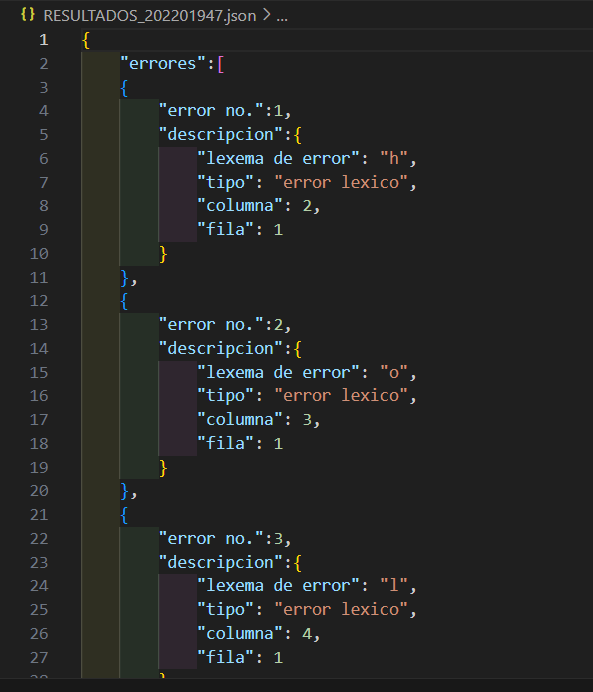 {} RESULTADOS_202201947.json > ...
1 {
2 "errores":[
3 {
4 "error no.":1,
5 "descripcion":{
6 "lexema de error": "h",
7 "tipo": "error lexico",
8 "columna": 2,
9 "fila": 1
10 }
11 },
12 {
13 "error no.":2,
14 "descripcion":{
15 "lexema de error": "o",
16 "tipo": "error lexico",
17 "columna": 3,
18 "fila": 1
19 }
20 },
21 {
22 "error no.":3,
23 "descripcion":{
24 "lexema de error": "l",
25 "tipo": "error lexico",
26 "columna": 4,
27 "fila": 1
28 }